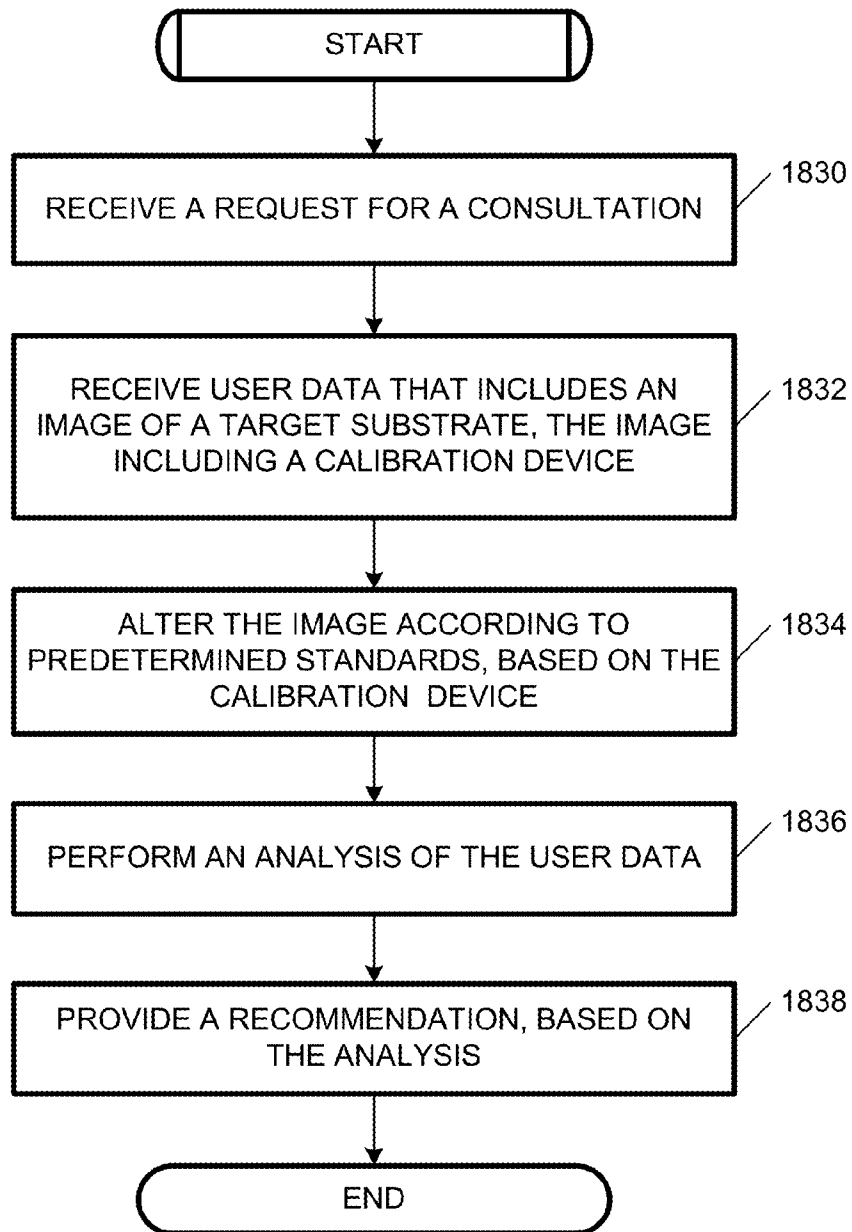 START
RECEIVE A REQUEST FOR A CONSULTATION
1830
RECEIVE USER DATA THAT INCLUDES AN
IMAGE OF A TARGET SUBSTRATE, THE IMAGE
INCLUDING A CALIBRATION DEVICE
1832
ALTER THE IMAGE ACCORDING TO
PREDETERMINED STANDARDS, BASED ON THE
CALIBRATION DEVICE
1834
PERFORM AN ANALYSIS OF THE USER DATA
1836
PROVIDE A RECOMMENDATION, BASED ON
THE ANALYSIS
1838
END